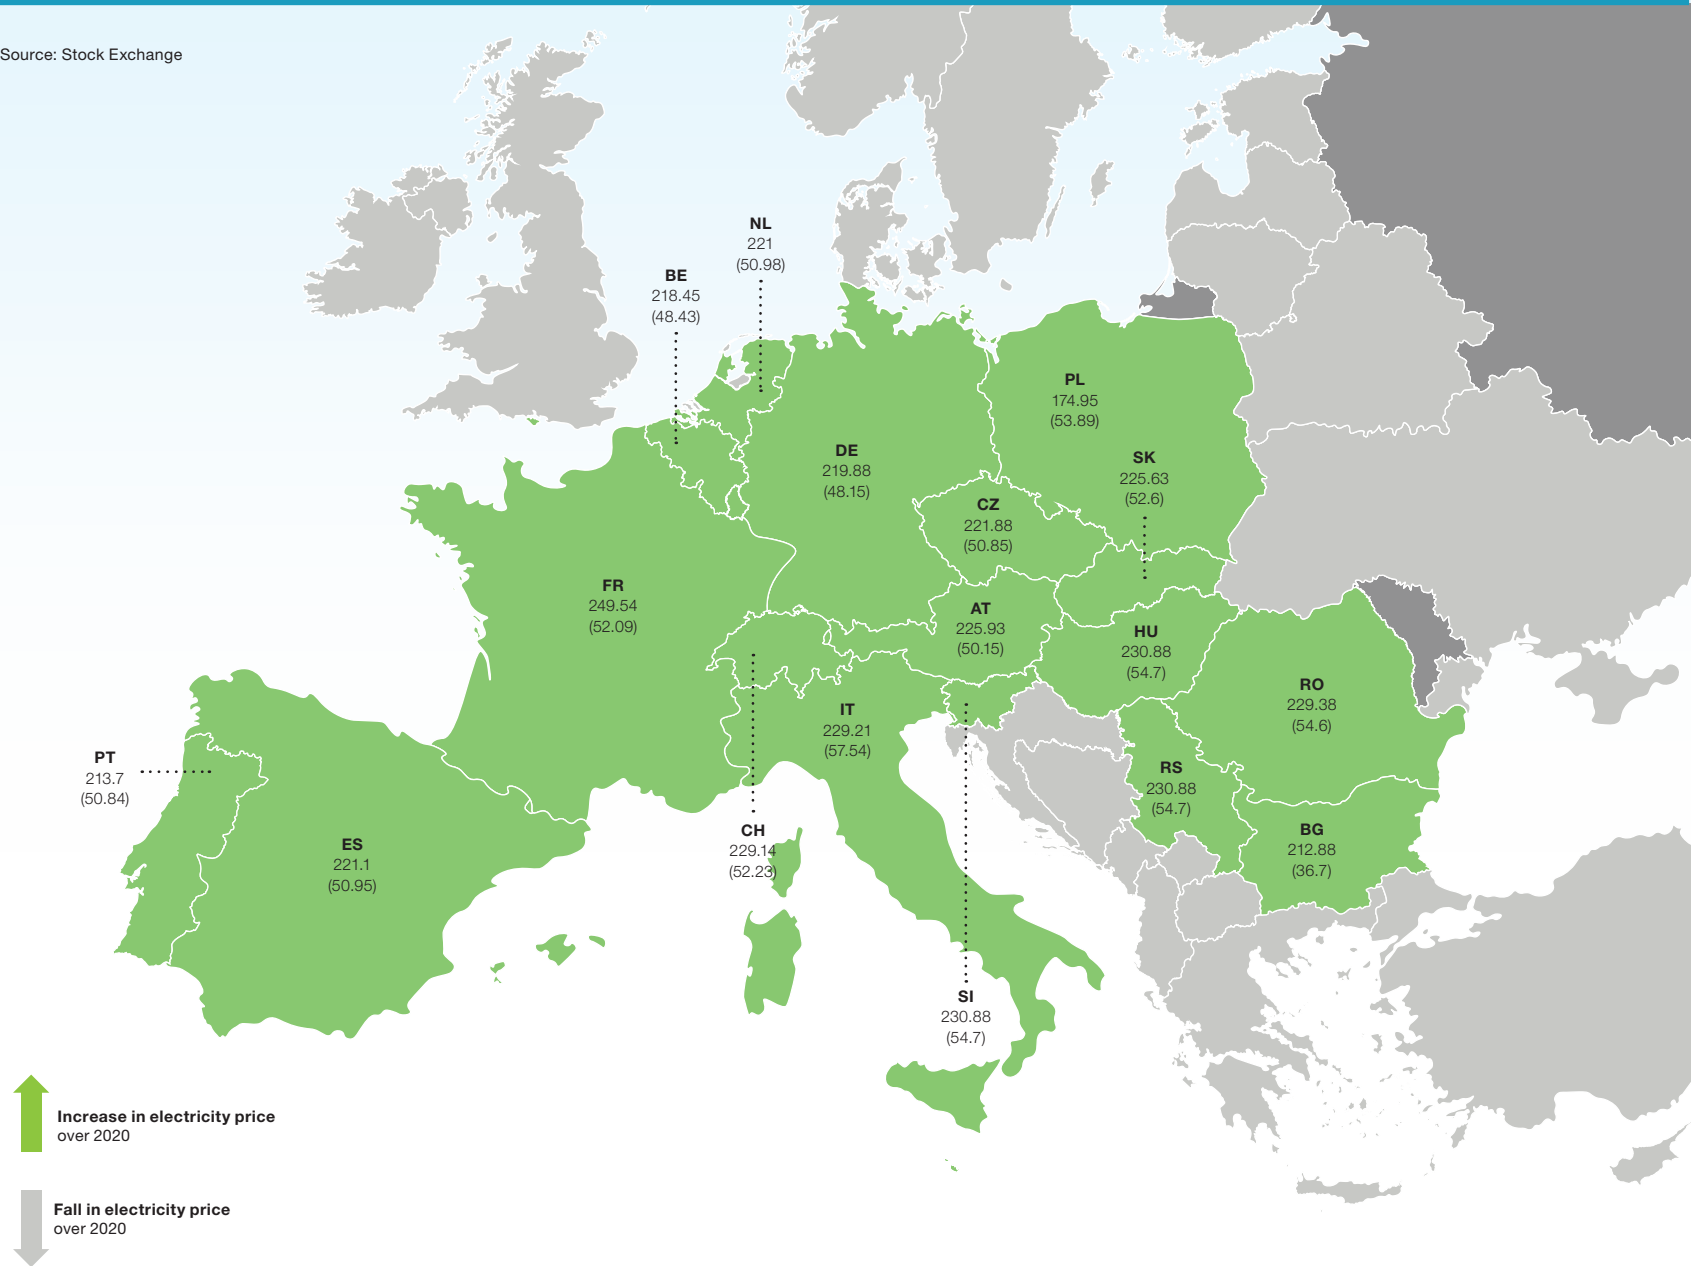 Source: Stock Exchange
NL
221
(50.98)
BE
218.45
(48.43)
PL
174.95
(53.89)
DE
219.88
(48.15)
SK
225.63
(52.6)
CZ
221.88
(50.85)
FR
249.54
(52.09)
AT
225.93
(50.15)
HU
230.88
(54.7)
RO
229.38
(54.6)
IT
229.21
(57.54)
PT
213.7
(50.84)
RS
230.88
(54.7)
ES
221.1
(50.95)
CH
229.14
(52.23)
BG
212.88
(36.7)
SI
230.88
(54.7)
Increase in electricity price
over 2020
Fall in electricity price
over 2020